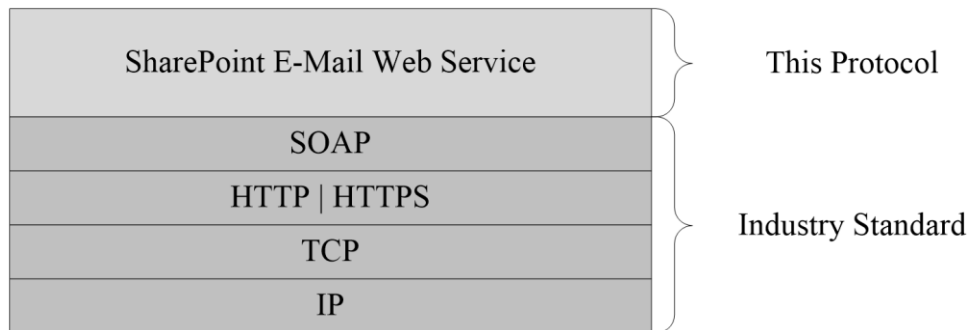 SharePoint E-Mail Web Service
This Protocol
SOAP
HTTP | HTTPS
TCP
IP
Industry Standard